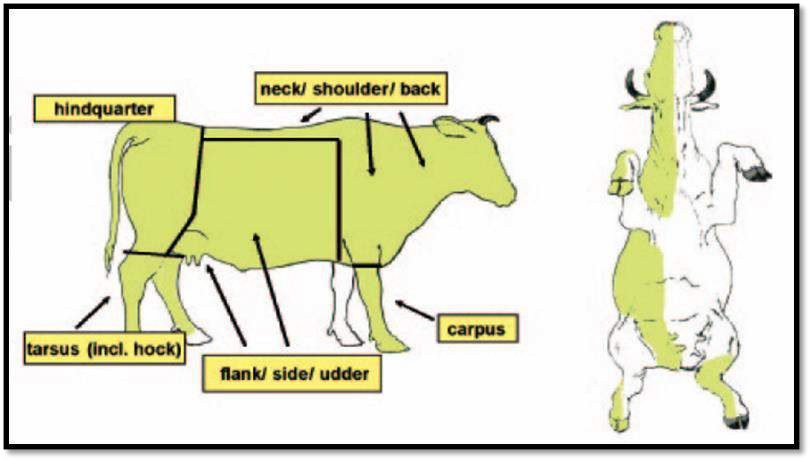 neck/ shoulder/ back
hindquarter
carpus
tarsus (incl. hock)
flank/ side/ udder